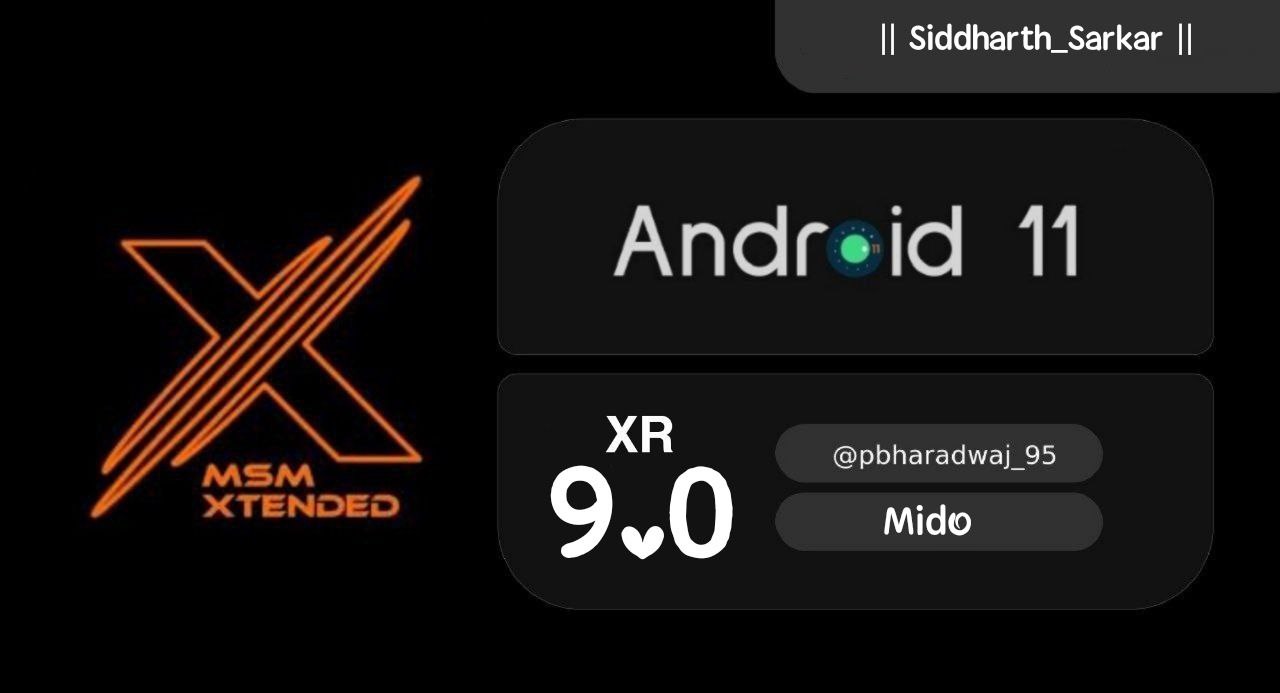 || Siddharth_Sarkar ||
Android 11
MSM
XTENDED
XR
9.0
@pbharadwaj_95
Mido